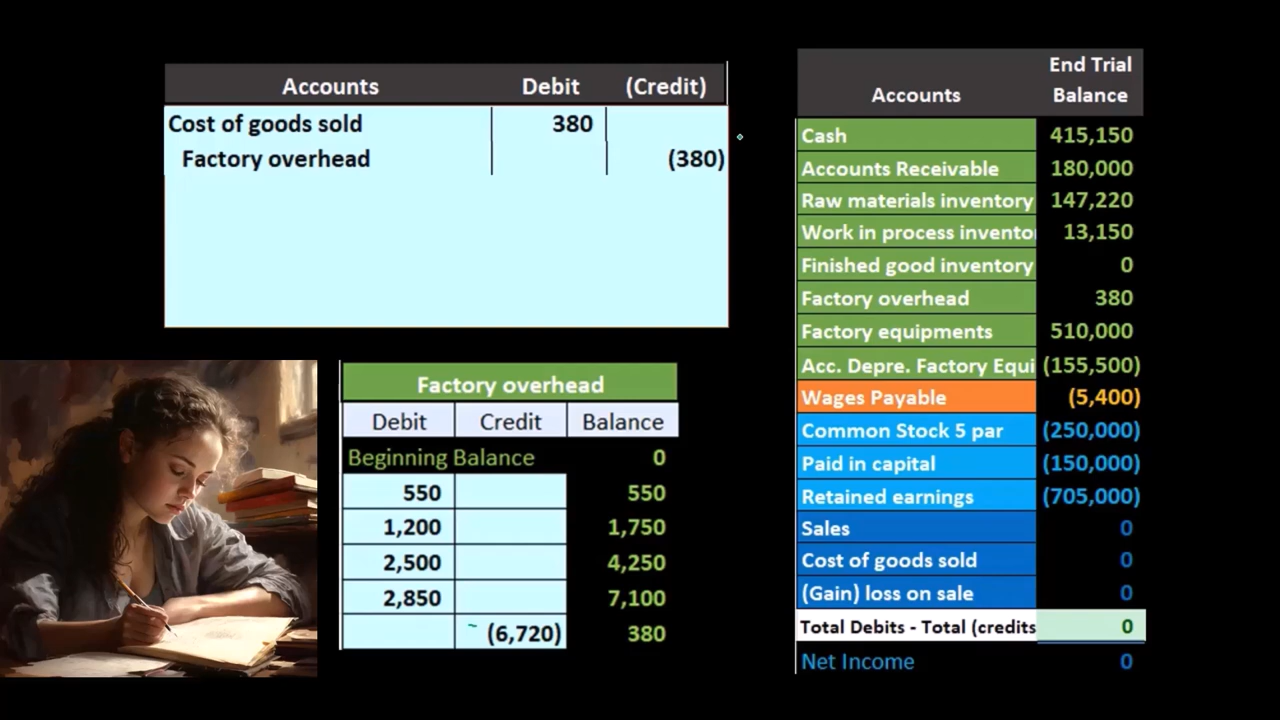 Accounts Debit (Credit)
Cost of goods sold 380
Factory overhead (380)
Factory overhead
Debit Credit Balance
Beginning Balance 0
550 550
1,200 1,750
2,500 4,250
2,850 7,100
(6,720) 380
End Trial
Accounts Balance
Cash 415,150
Accounts Receivable 180,000
Raw materials inventory 147,220
Work in process invento 13,150
Finished good inventory 0
Factory overhead 380
Factory equipments 510,000
Acc. Depre. Factory Equi (155,500)
Wages Payable (5,400)
Common Stock 5 par (250,000)
Paid in capital (150,000)
Retained earnings (705,000)
Sales 0
Cost of goods sold 0
(Gain) loss on sale 0
Total Debits - Total (credits 0
Net Income 0